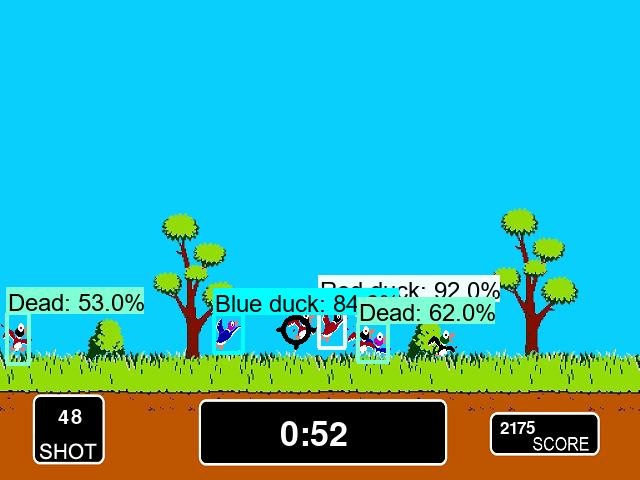 Red duck: 92.0%
Dead: 53.0%
Blue duck: 84
Dead: 62.0%
48
SHOT
0:52
2175
SCORE